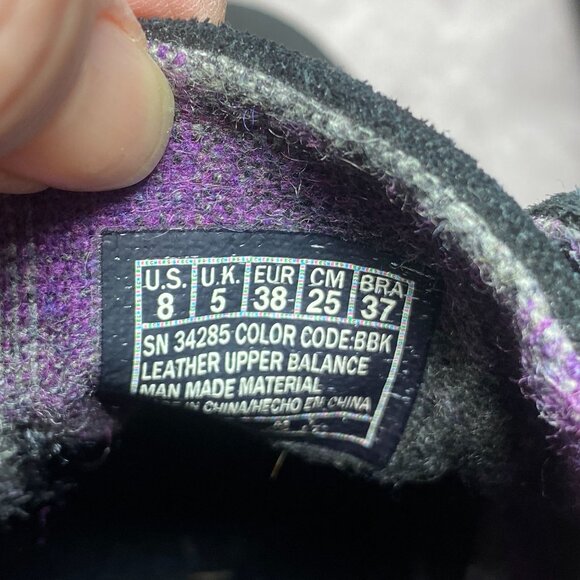 U.S. U.K. EUR CM BRA
8 5 38 25 37
SN 34285 COLOR CODE:BBK
LEATHER UPPER BALANCE
MAN MADE MATERIAL
IN CHINA/HECHO EN CHINA